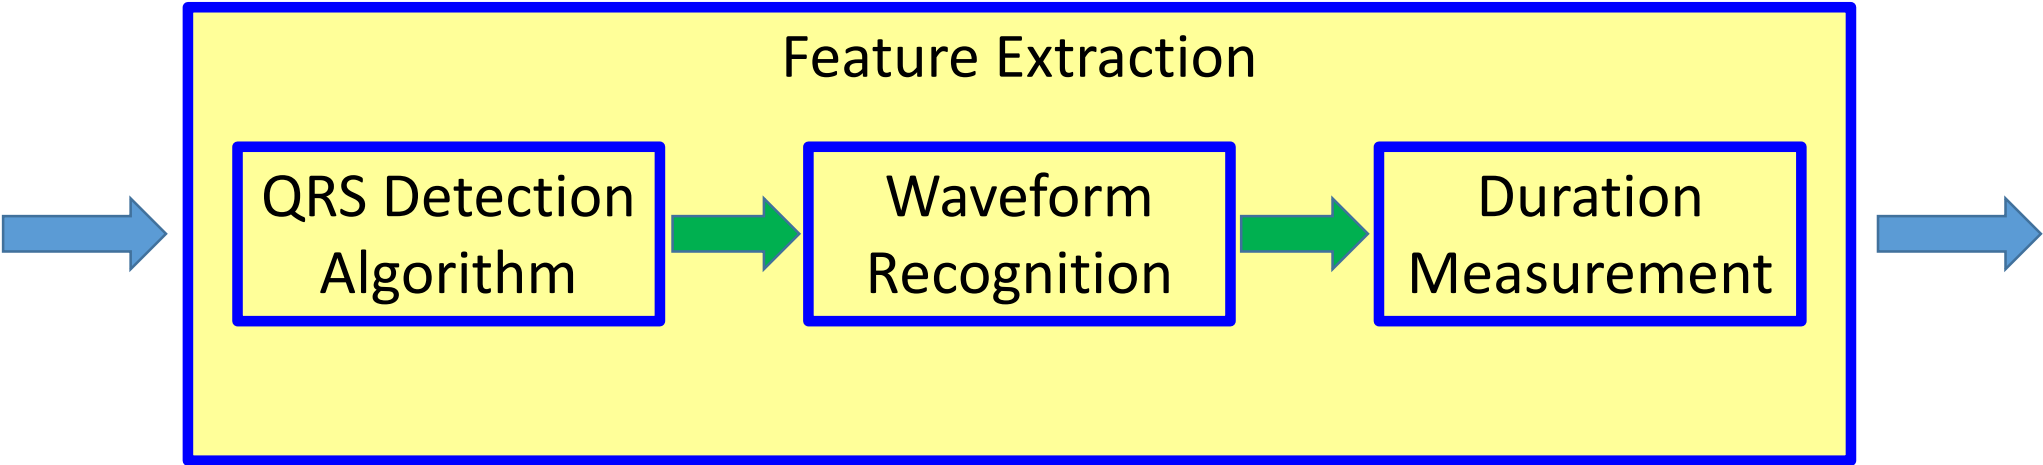 Feature Extraction
QRS Detection
Algorithm
Waveform
Recognition
Duration
Measurement